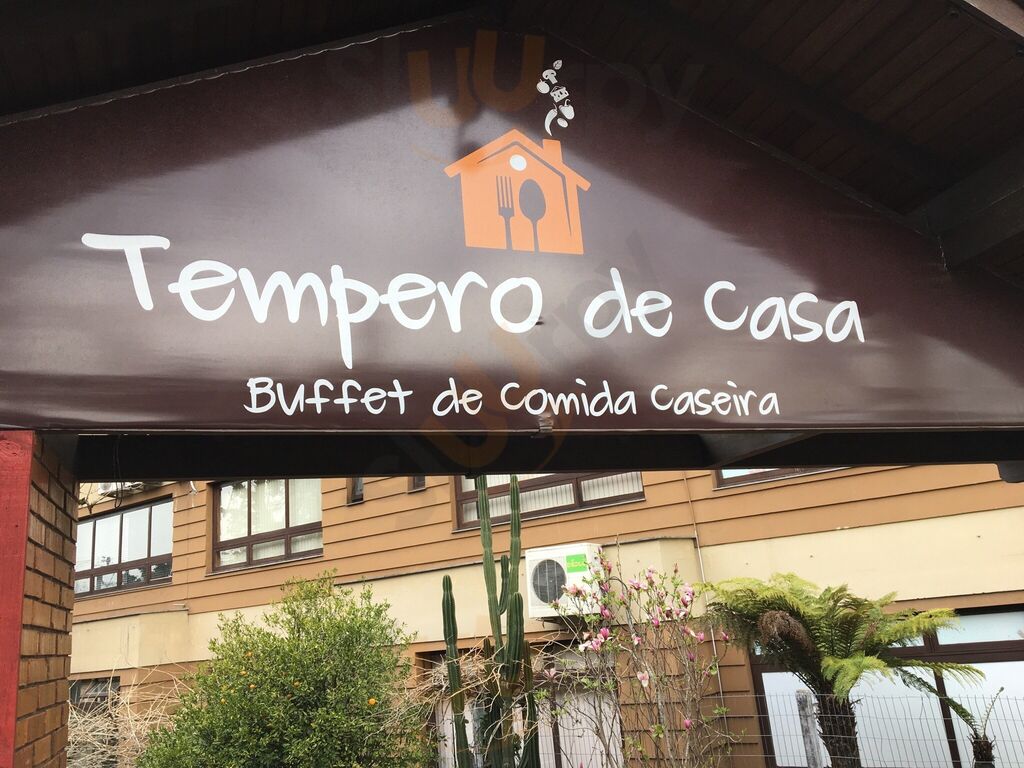 Tempero de Casa
Buffet de Comida Caseira